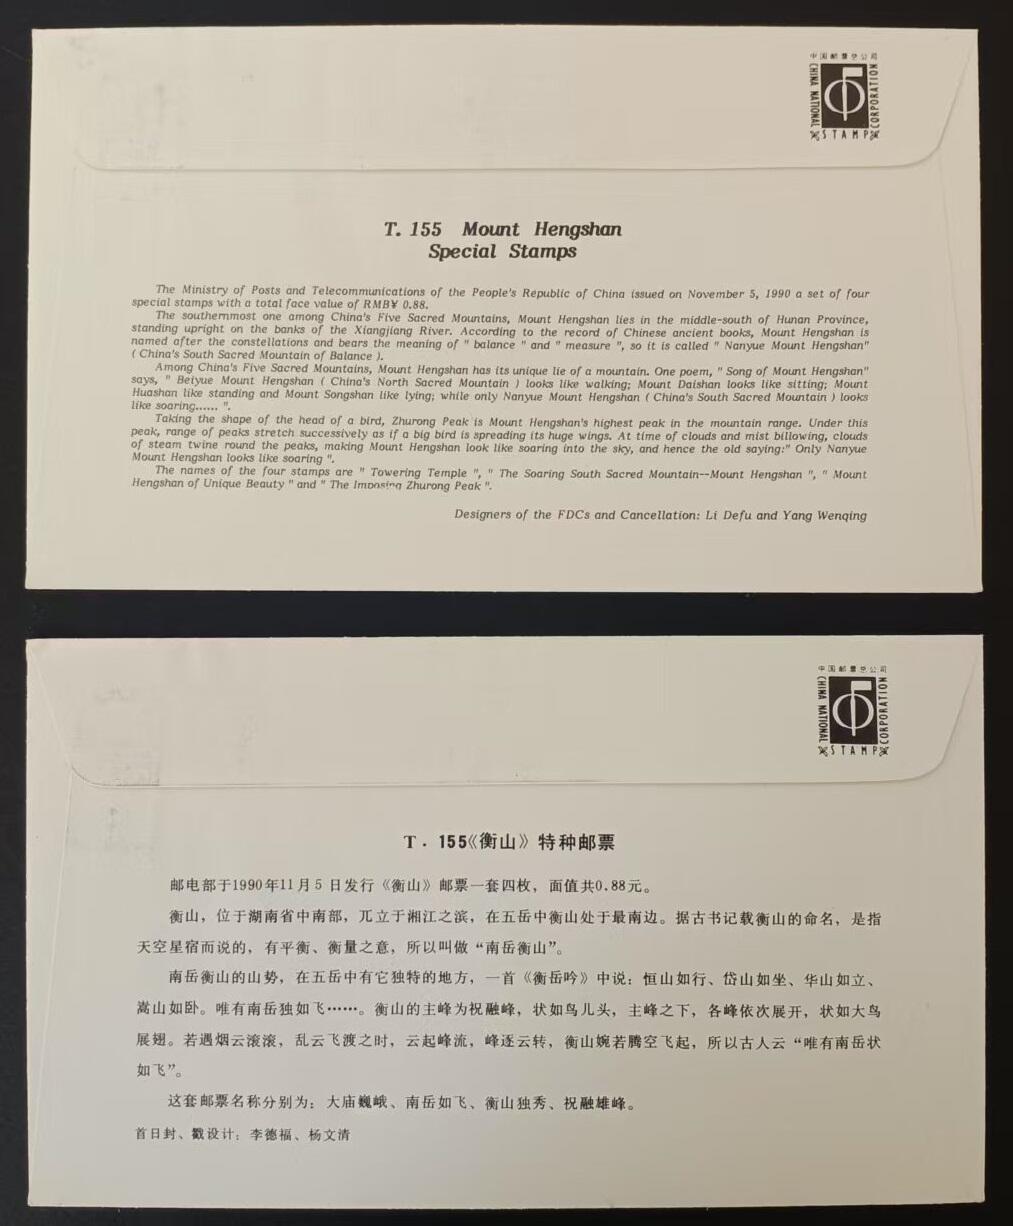 中国邮票总公司
CHINA NATIONAL
STAMP
CORPORATION
T. 155 Mount Hengshan
Special Stamps
The Ministry of Posts and Telecommunications of the People's Republic of China issued on November 5, 1990 a set of four
special stamps with a total face value of RMB¥ 0.88.
The southernmost one among China's Five Sacred Mountains, Mount Hengshan lies in the middle-south of Hunan Province,
standing upright on the banks of the Xiangjiang River. According to the record of Chinese ancient books, Mount Hengshan is
named after the constellations and bears the meaning of " balance " and " measure ", so it is called " Nanyue Mount Hengshan"
( China's South Sacred Mountain of Balance ).
Among China's Five Sacred Mountains, Mount Hengshan has its unique lie of a mountain. One poem, " Song of Mount Hengshan"
says, " Beiyue Mount Hengshan ( China's North Sacred Mountain ) looks like walking; Mount Daishan looks like sitting; Mount
Huashan like standing and Mount Songshan like lying; while only Nanyue Mount Hengshan ( China's South Sacred Mountain ) looks
like soaring...... ".
Taking the shape of the head of a bird, Zhurong Peak is Mount Hengshan's highest peak in the mountain range. Under this
peak, range of peaks stretch successively as if a big bird is spreading its huge wings. At time of clouds and mist billowing, clouds
of steam twine round the peaks, making Mount Hengshan look like soaring into the sky, and hence the old saying:" Only Nanyue
Mount Hengshan looks like soaring ".
The names of the four stamps are " Towering Temple ", " The Soaring South Sacred Mountain--Mount Hengshan ", " Mount
Hengshan of Unique Beauty " and " The Imposing Zhurong Peak ".
Designers of the FDCs and Cancellation: Li Defu and Yang Wenqing
中国邮票总公司
CHINA NATIONAL
STAMP
CORPORATION
T．155《衡山》特种邮票
邮电部于1990年11月5日发行《衡山》邮票一套四枚，面值共0.88元。
衡山，位于湖南省中南部，兀立于湘江之滨，在五岳中衡山处于最南边。据古书记载衡山的命名，是指
天空星宿而说的，有平衡、衡量之意，所以叫做“南岳衡山”。
南岳衡山的山势，在五岳中有它独特的地方，一首《衡岳吟》中说：恒山如行、岱山如坐、华山如立、
嵩山如卧。唯有南岳独如飞……。衡山的主峰为祝融峰，状如鸟儿头，主峰之下，各峰依次展开，状如大鸟
展翅。若遇烟云滚滚，乱云飞渡之时，云起峰流，峰逐云转，衡山婉若腾空飞起，所以古人云“唯有南岳状
如飞”。
这套邮票名称分别为：大庙巍峨、南岳如飞、衡山独秀、祝融雄峰。
首日封、戳设计：李德福、杨文清